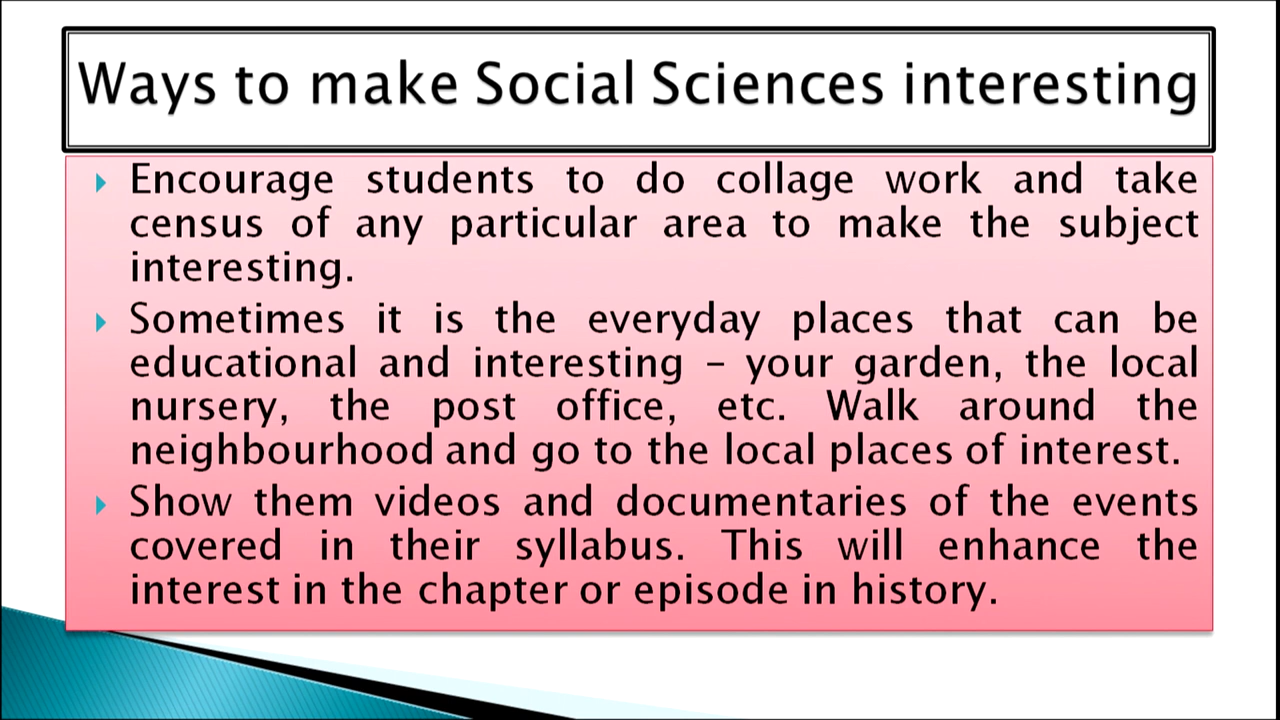 Ways to make Social Sciences interesting
Encourage students to do collage work and take
census of any particular area to make the subject
interesting.
Sometimes it is the everyday places that can be
educational and interesting – your garden, the local
nursery, the post office, etc. Walk around the
neighbourhood and go to the local places of interest.
Show them videos and documentaries of the events
covered in their syllabus. This will enhance the
interest in the chapter or episode in history.